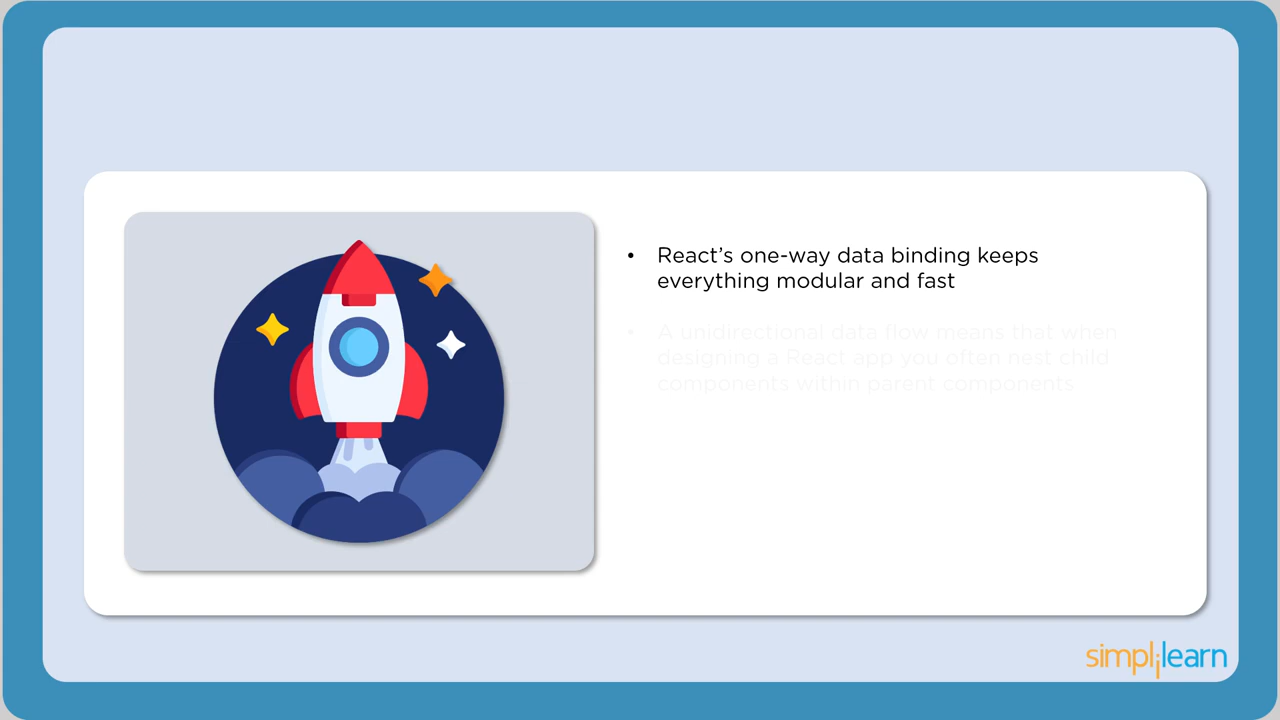 • React’s one-way data binding keeps
everything modular and fast
• A unidirectional data flow means that when
designing a React app you often nest child
components within parent components
simplilearn